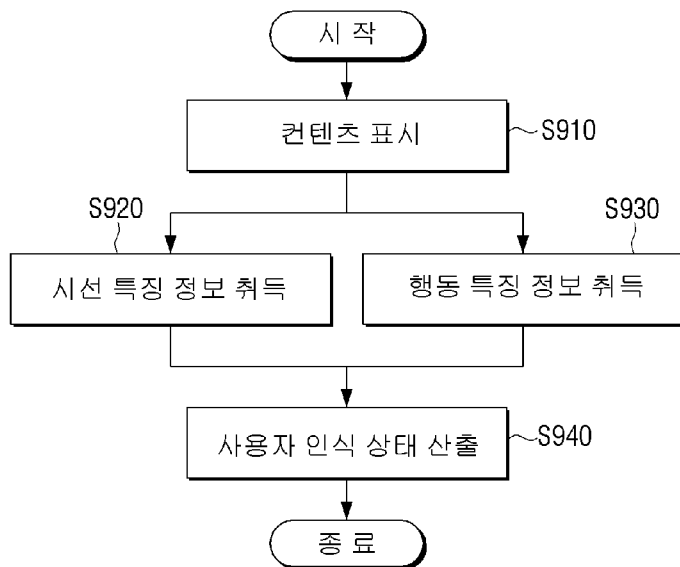 시 작
컨텐츠 표시
S910
S920
S930
시선 특징 정보 취득
행동 특징 정보 취득
사용자 인식 상태 산출
S940
종 료